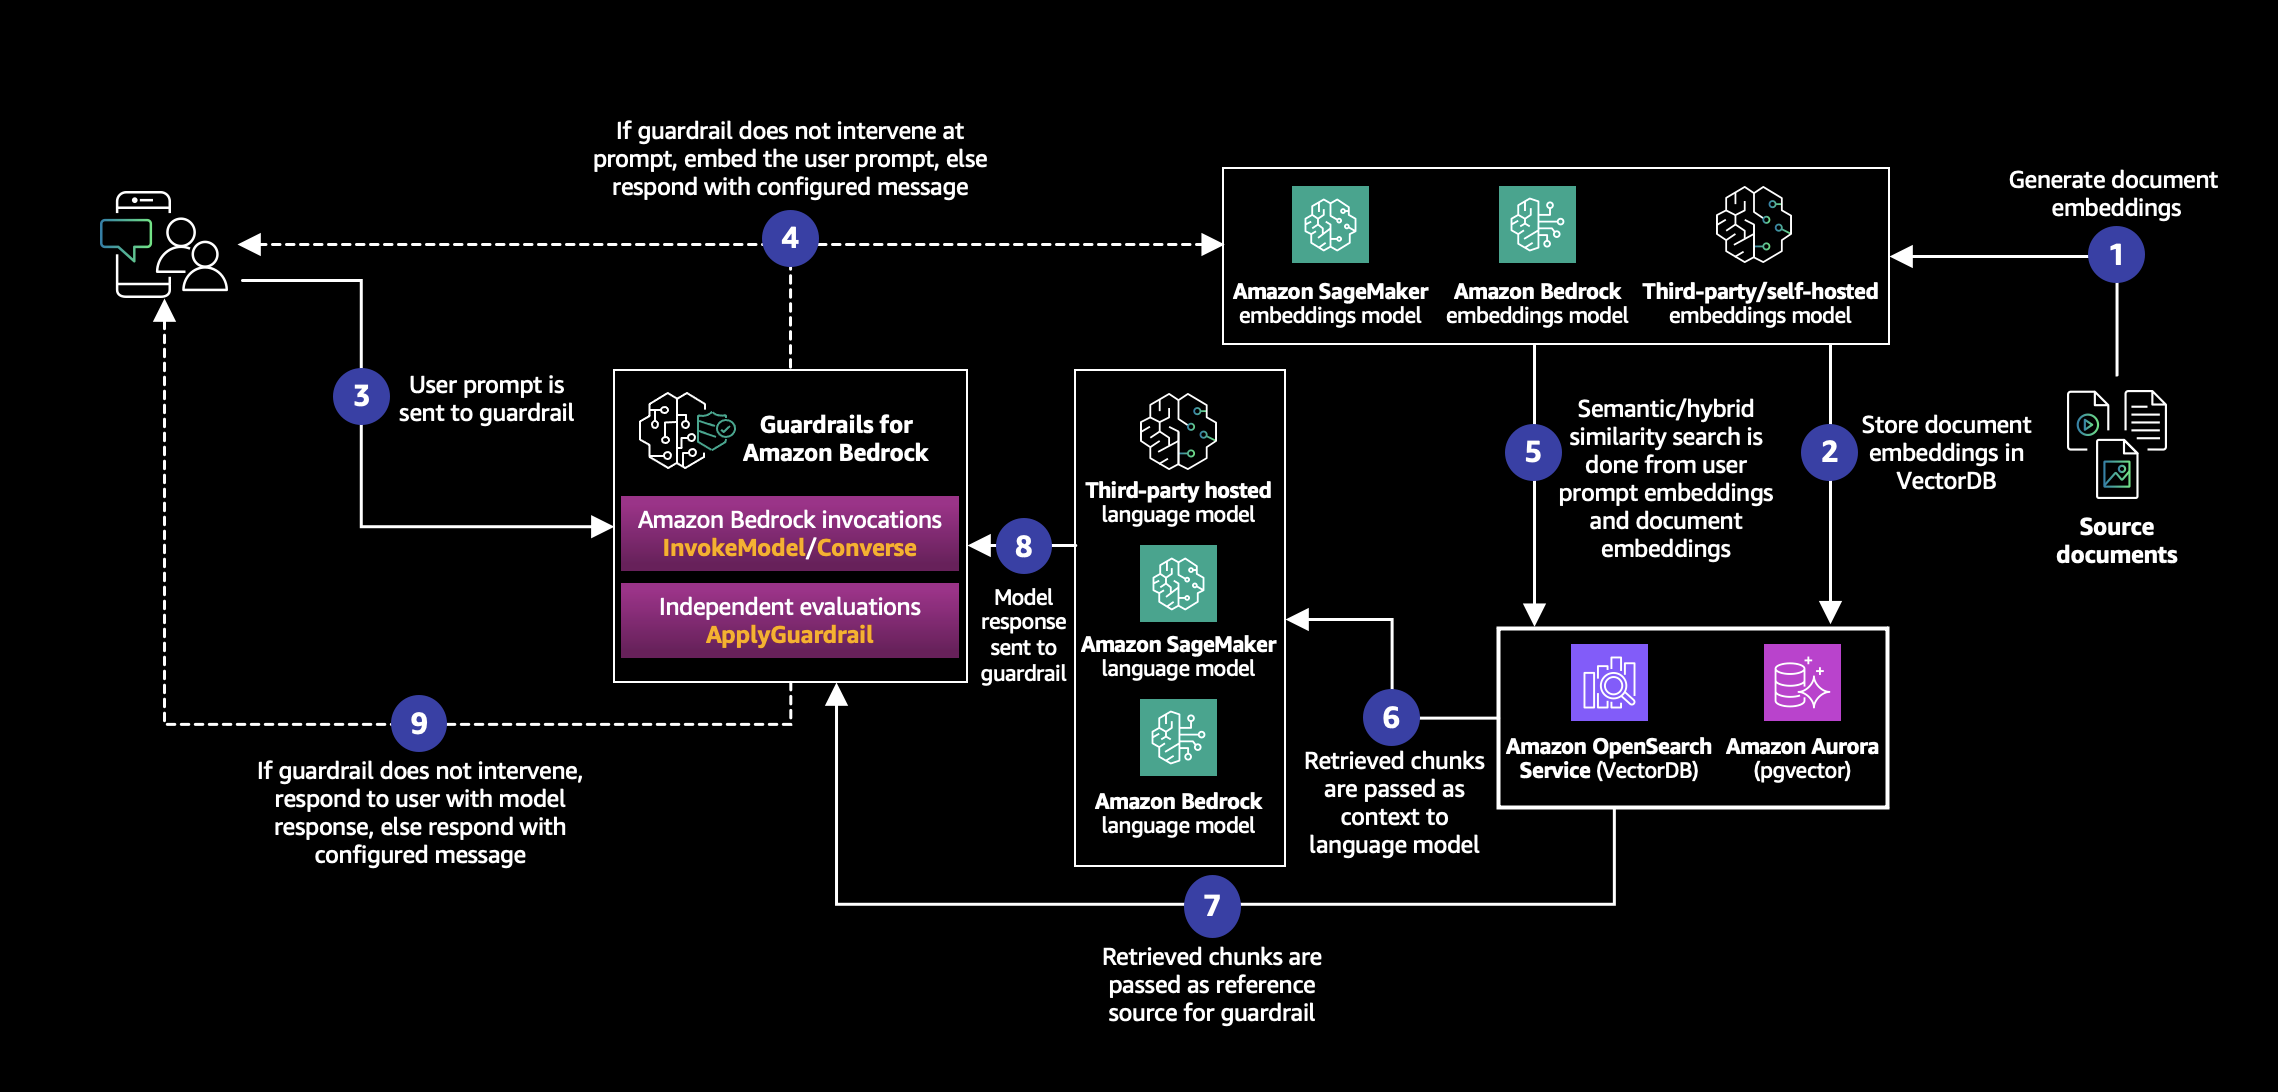 If guardrail does not intervene at
prompt, embed the user prompt, else
respond with configured message
4
Generate document
embeddings
1
Amazon SageMaker
embeddings model
Amazon Bedrock
embeddings model
Third-party/self-hosted
embeddings model
3
User prompt is
sent to guardrail
Guardrails for
Amazon Bedrock
Amazon Bedrock invocations
InvokeModel/Converse
Independent evaluations
ApplyGuardrail
8
Model
response
sent to
guardrail
Third-party hosted
language model
Amazon SageMaker
language model
Amazon Bedrock
language model
5
Semantic/hybrid
similarity search is
done from user
prompt embeddings
and document
embeddings
2
Store document
embeddings in
VectorDB
Source
documents
6
Retrieved chunks
are passed as
context to
language model
Amazon OpenSearch
Service (VectorDB)
Amazon Aurora
(pgvector)
9
If guardrail does not intervene,
respond to user with model
response, else respond with
configured message
7
Retrieved chunks are
passed as reference
source for guardrail